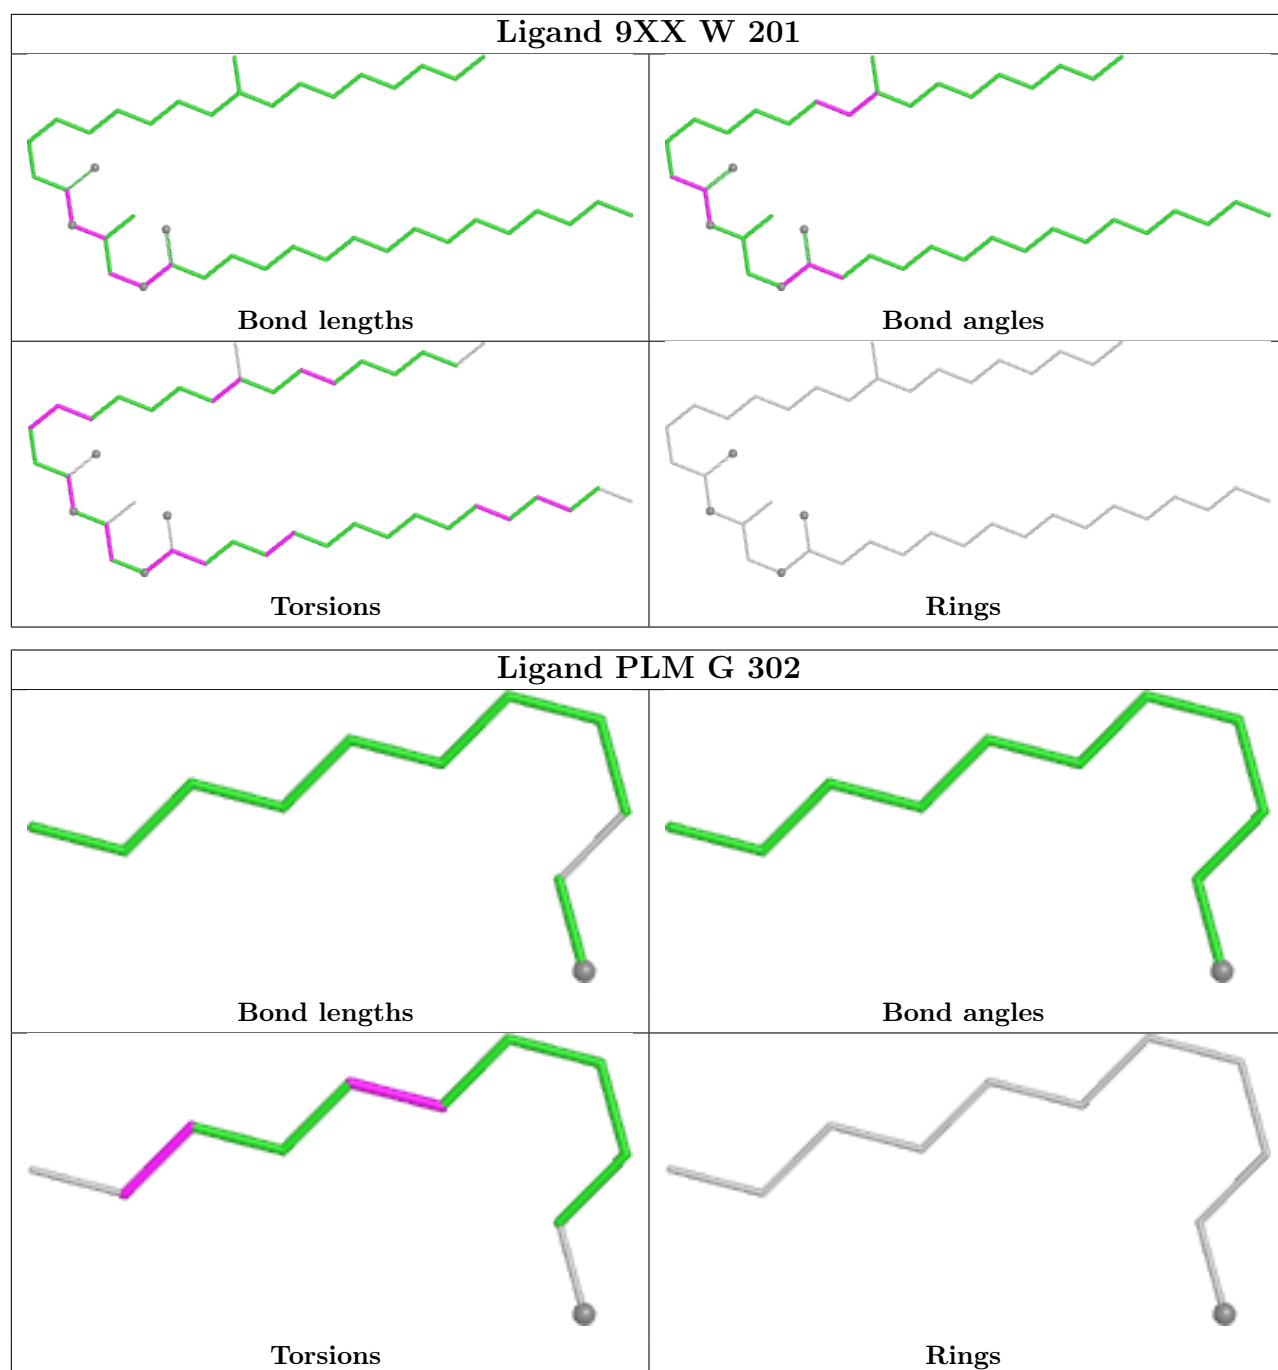 Ligand 9XX W 201
Bond lengths
Bond angles
Torsions
Rings
Ligand PLM G 302
Bond lengths
Bond angles
Torsions
Rings